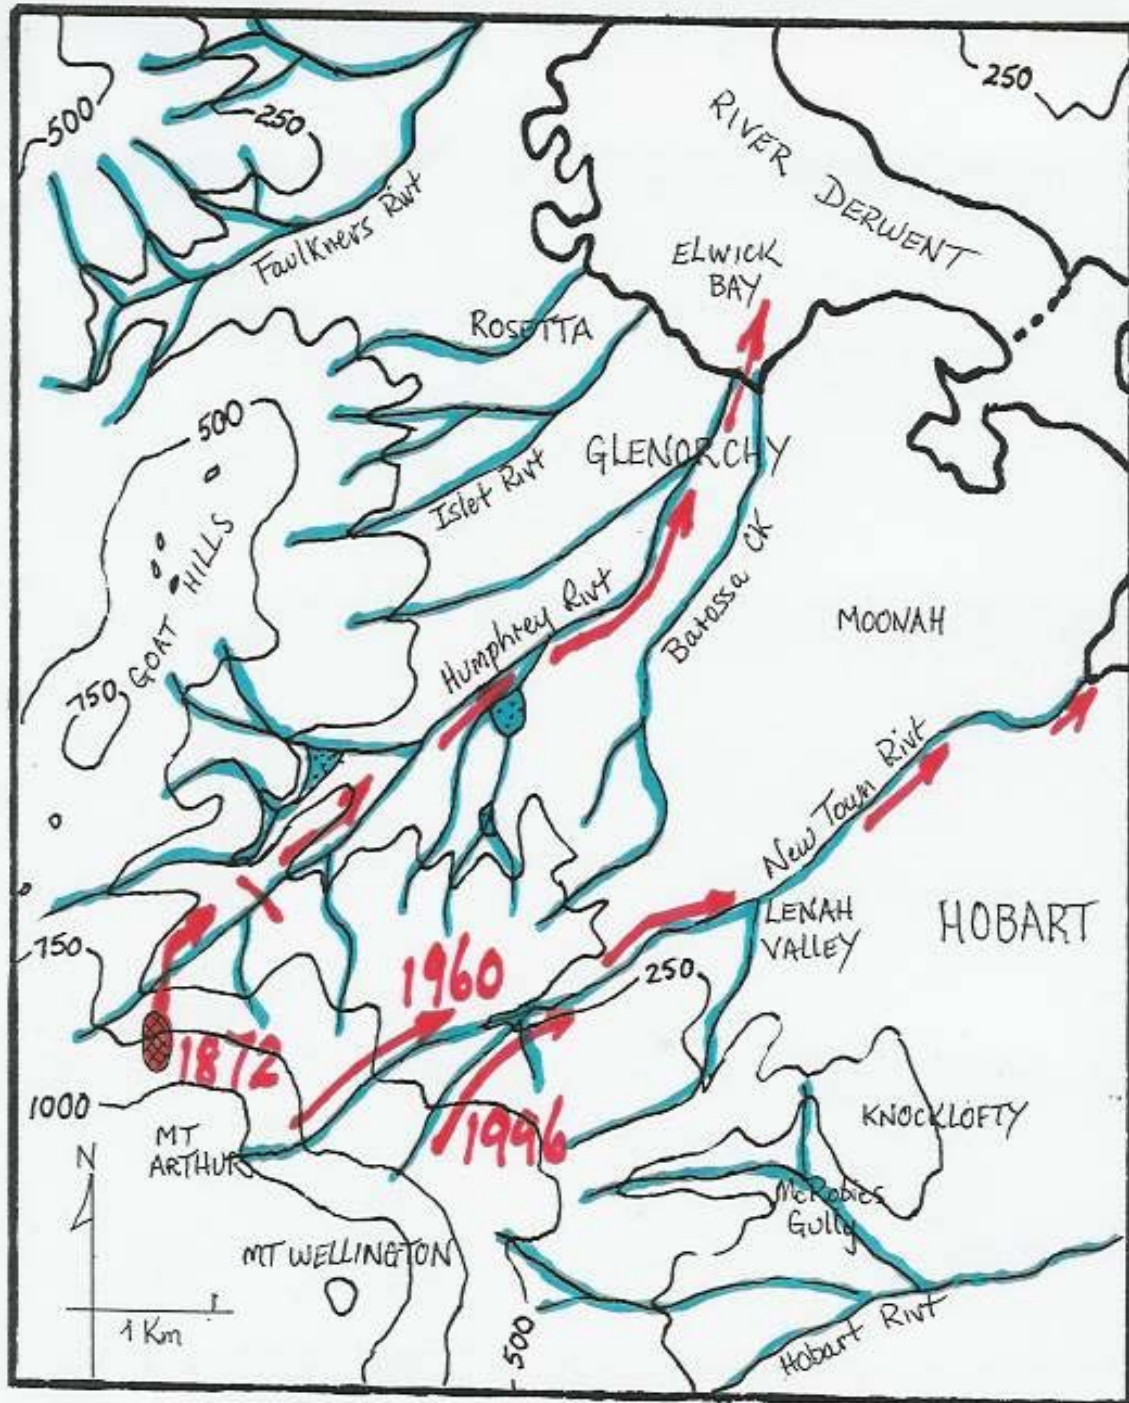 500
250
250
RIVER DERWENT
Faulkners Rivt
ELWICK
BAY
ROSETTA
500
GLENORCHY
Islet Rivt
GOAT HILLS
Humphrey Rivt
Barossa CK
MOONAH
750
New Town Rivt
LENAH
VALLEY
HOBART
750
1960
250
1872
1000
1996
KNOCKLOFTY
MT
ARTHUR
N
McRobies
Gully
MT WELLINGTON
1 Km
500
Hobart Rivt